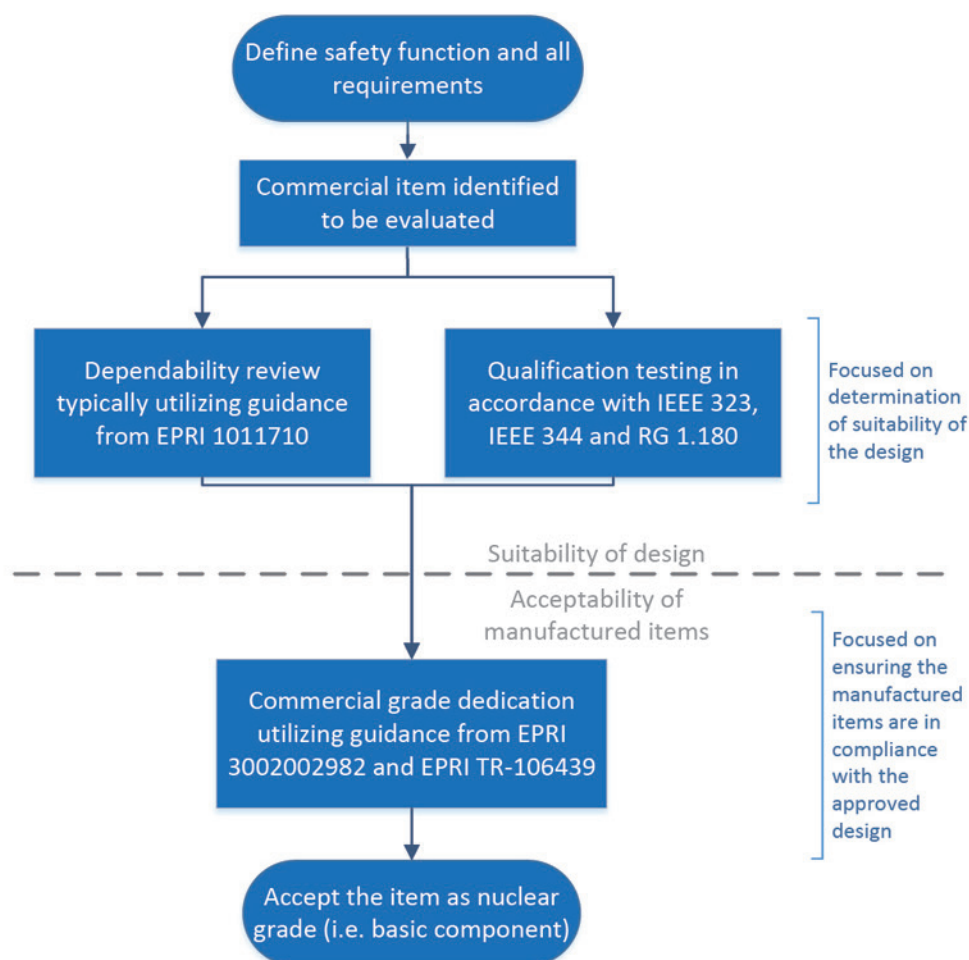 Define safety function and all
requirements
Commercial item identified
to be evaluated
Dependability review
typically utilizing guidance
from EPRI 1011710
Qualification testing in
accordance with IEEE 323,
IEEE 344 and RG 1.180
Focused on
determination
of suitability of
the design
Suitability of design
Acceptability of
manufactured items
Commercial grade dedication
utilizing guidance from EPRI
3002002982 and EPRI TR-106439
Focused on
ensuring the
manufactured
items are in
compliance
with the
approved
design
Accept the item as nuclear
grade (i.e. basic component)